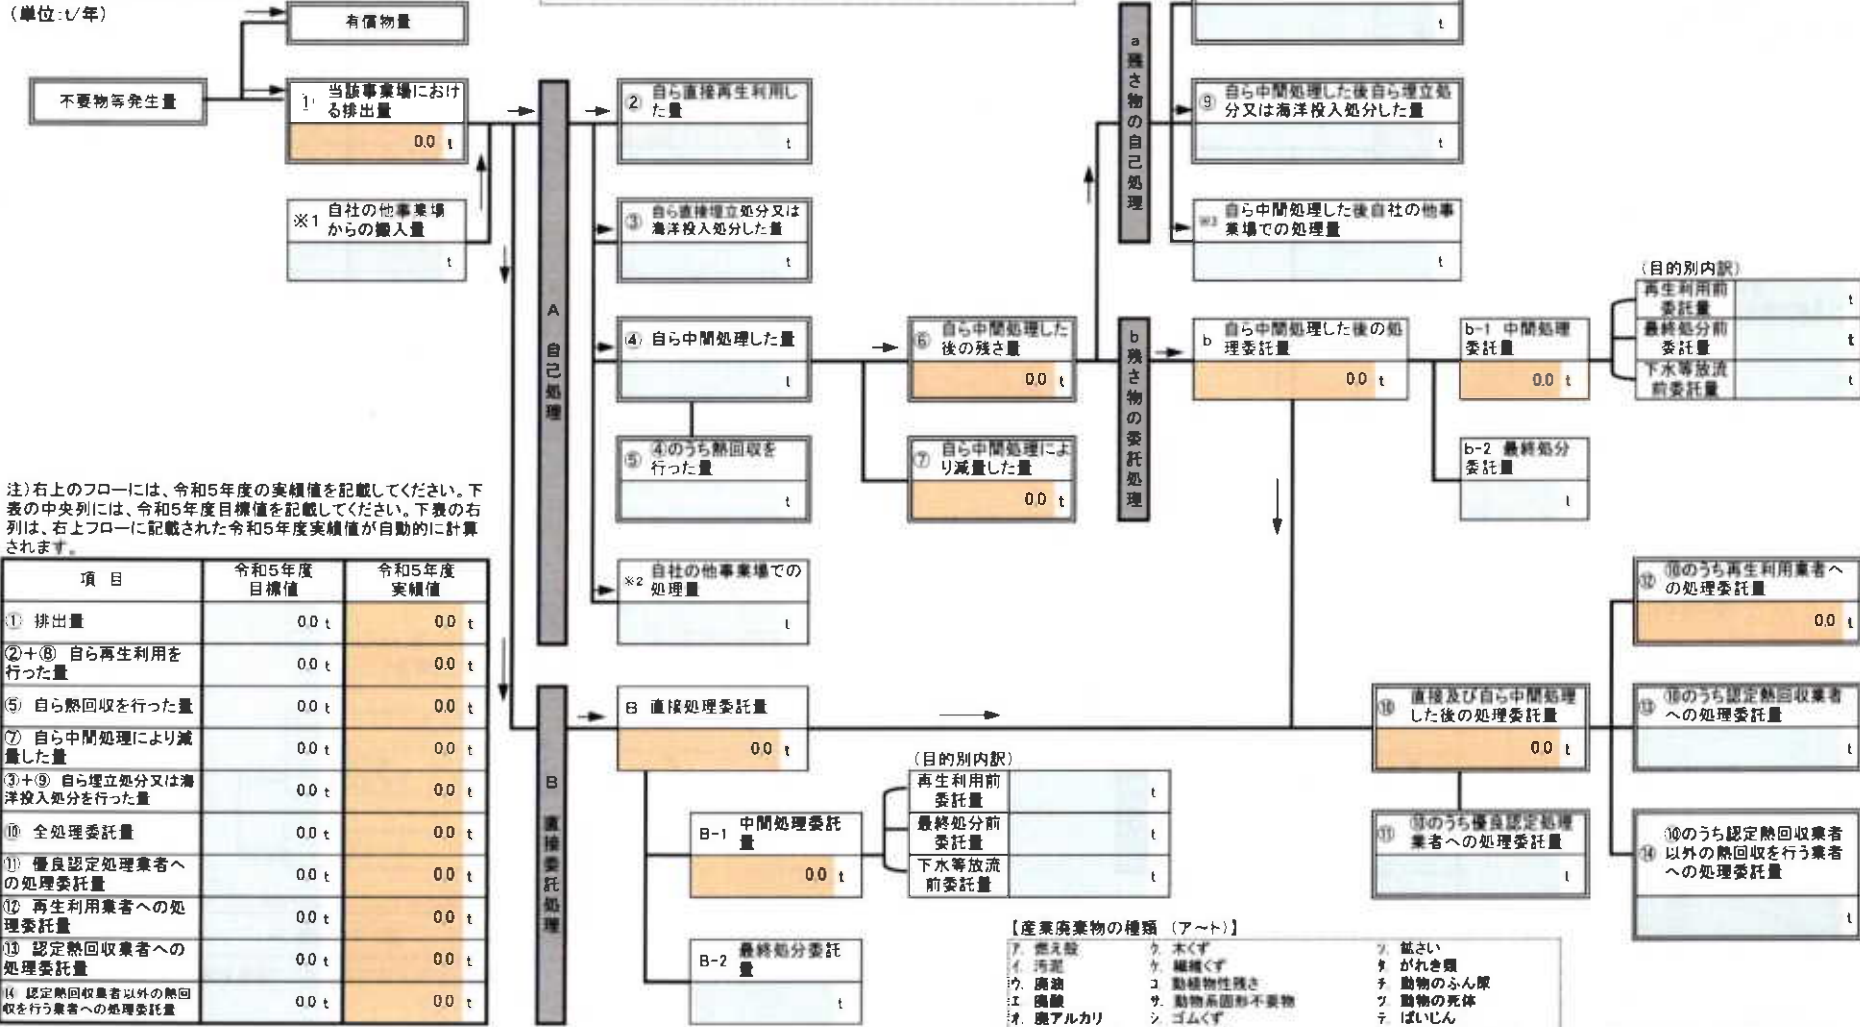 (単位:t/年)
有償物量
不要物等発生量
① 当該事業場におけ
る排出量
0.0 t
※1 自社の他事業場
からの搬入量
t
A 自己処理
② 自ら直接再生利用し
た量
t
③ 自ら直接埋立処分又は
海洋投入処分した量
t
④ 自ら中間処理した量
t
⑤ ④のうち熱回収を
行った量
t
※2 自社の他事業場での
処理量
t
⑥ 自ら中間処理した
後の残さ量
0.0 t
⑦ 自ら中間処理によ
り減量した量
0.0 t
a 残さ物の自己処理
t
⑨ 自ら中間処理した後自ら埋立処
分又は海洋投入処分した量
t
※3 自ら中間処理した後自社の他事
業場での処理量
t
b 残さ物の委託処理
b 自ら中間処理した後の処
理委託量
0.0 t
b-1 中間処理
委託量
0.0 t
(目的別内訳)
再生利用前
委託量 t
最終処分前
委託量 t
下水等放流
前委託量 t
b-2 最終処分
委託量
t
注)右上のフローには、令和5年度の実績値を記載してください。下
表の中央列には、令和5年度目標値を記載してください。下表の右
列は、右上フローに記載された令和5年度実績値が自動的に計算
されます。
項 目 令和5年度 目標値 令和5年度 実績値
① 排出量 0.0 t 0.0 t
②+⑧ 自ら再生利用を
行った量 0.0 t 0.0 t
⑤ 自ら熱回収を行った量 0.0 t 0.0 t
⑦ 自ら中間処理により減
量した量 0.0 t 0.0 t
③+⑨ 自ら埋立処分又は海
洋投入処分を行った量 0.0 t 0.0 t
⑩ 全処理委託量 0.0 t 0.0 t
⑪ 優良認定処理業者へ
の処理委託量 0.0 t 0.0 t
⑫ 再生利用業者への処
理委託量 0.0 t 0.0 t
⑬ 認定熱回収業者への
処理委託量 0.0 t 0.0 t
⑭ 認定熱回収業者以外の熱回
収を行う業者への処理委託量 0.0 t 0.0 t
B 直接委託処理
B 直接処理委託量
0.0 t
B-1 中間処理委託
量
0.0 t
(目的別内訳)
再生利用前
委託量 t
最終処分前
委託量 t
下水等放流
前委託量 t
B-2 最終処分委託
量
t
⑩ 直接及び自ら中間処理
した後の処理委託量
0.0 t
⑪ ⑩のうち優良認定処理
業者への処理委託量
t
⑫ ⑩のうち再生利用業者へ
の処理委託量
0.0 t
⑬ ⑩のうち認定熱回収業者
への処理委託量
t
⑭ ⑩のうち認定熱回収業者
以外の熱回収を行う業者
への処理委託量
t
【産業廃棄物の種類 (ア~ト)】
ア. 燃え殻 ク. 木くず ソ. 鉱さい
イ. 汚泥 ケ. 繊維くず タ. がれき類
ウ. 廃油 コ. 動植物性残さ チ. 動物のふん尿
エ. 廃酸 サ. 動物系固形不要物 ツ. 動物の死体
オ. 廃アルカリ シ. ゴムくず テ. ばいじん